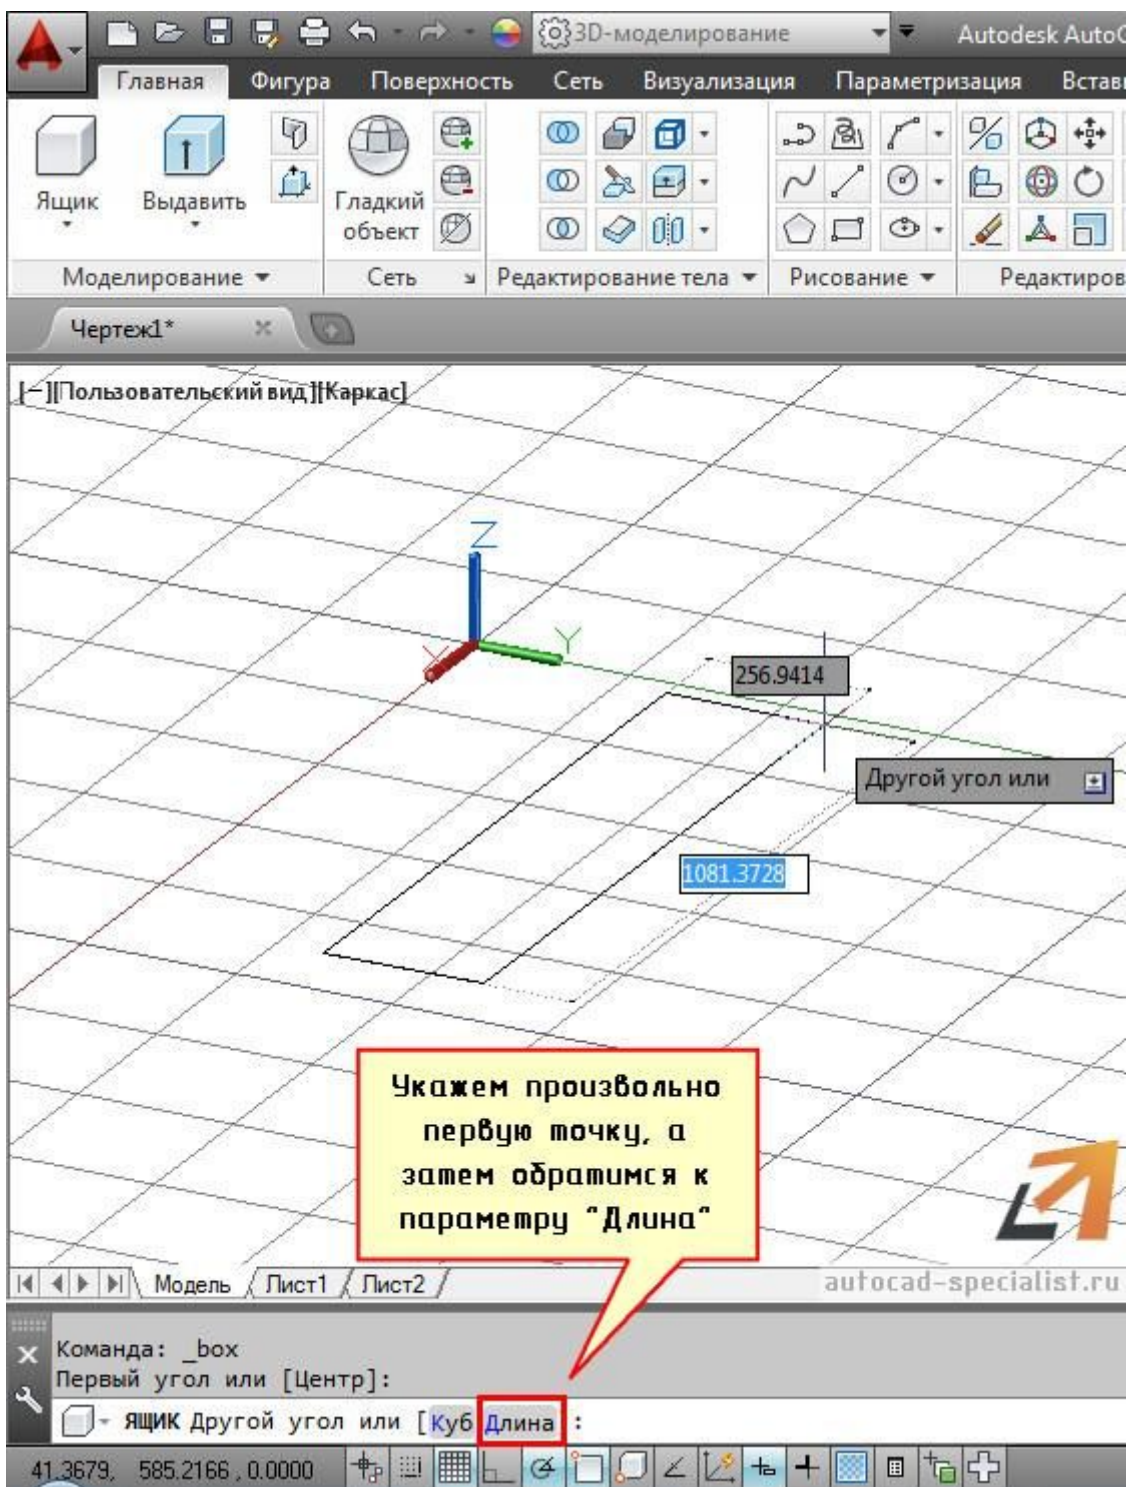 3D-моделирование
Autodesk AutoC
Главная Фигура Поверхность Сеть Визуализация Параметризация Встав
Ящик Выдавить Гладкий
объект
Моделирование Сеть Редактирование тела Рисование Редактиров
Чертеж1*
[−][Пользовательский вид][Каркас]
Z
X
Y
256.9414
Другой угол или
1081.3728
Укажем произвольно
первую точку, а
затем обратимся к
параметру "Длина"
Модель Лист1 Лист2
autocad-specialist.ru
Команда: _box
Первый угол или [Центр]:
ЯЩИК Другой угол или [Куб Длина]:
41.3679, 585.2166, 0.0000